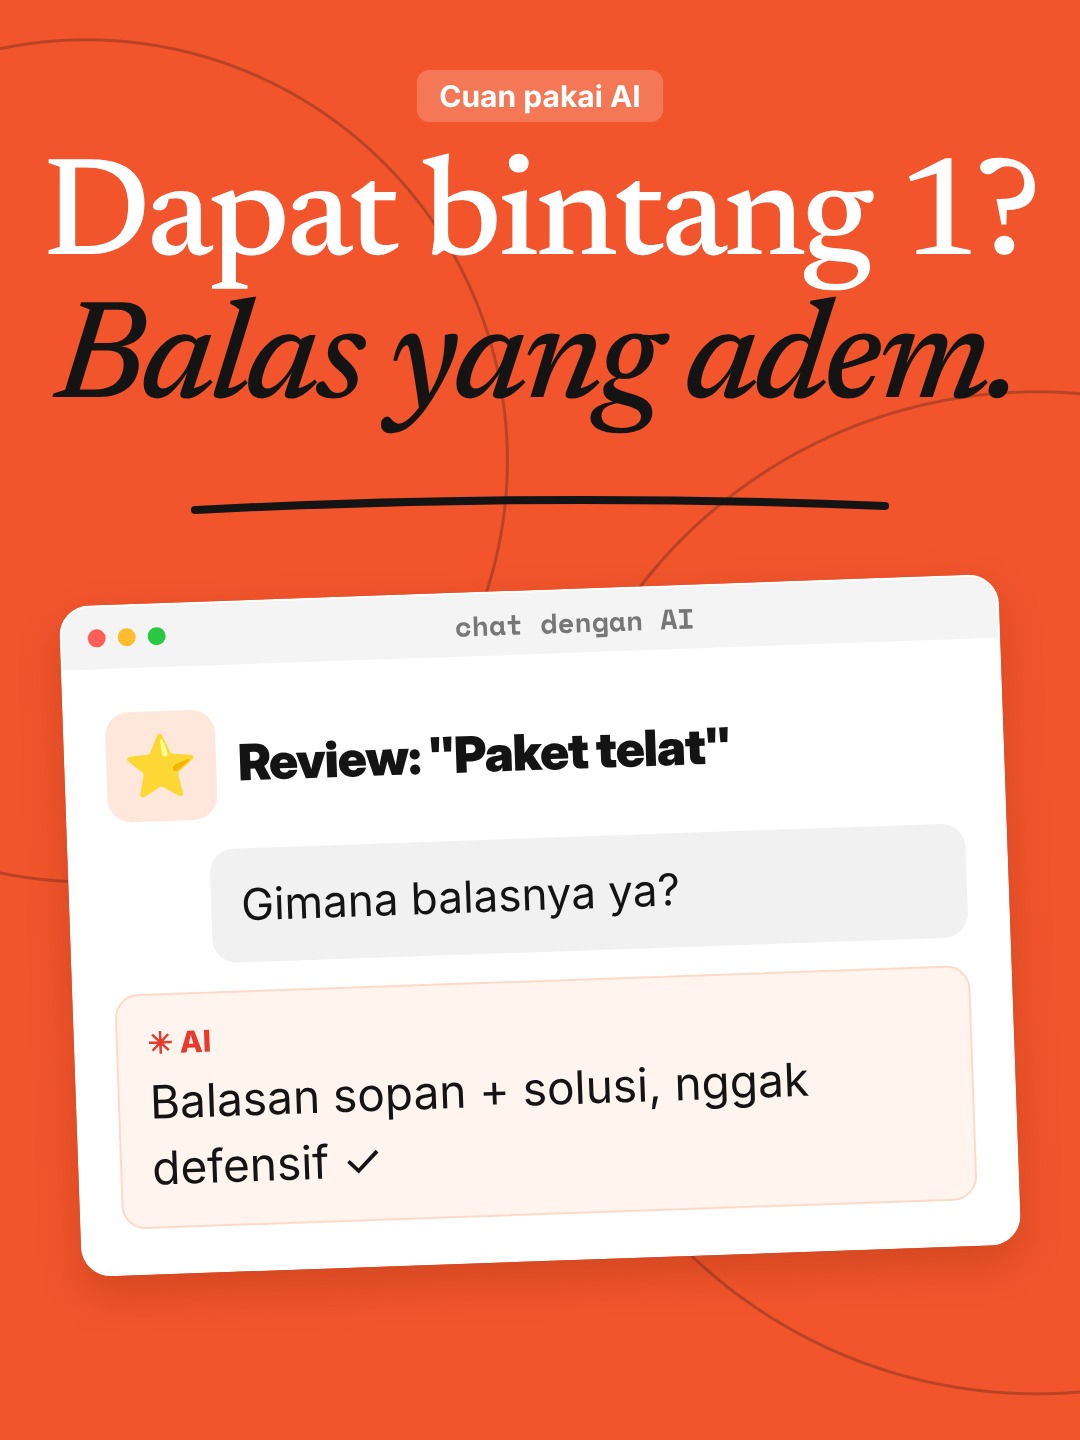 Cuan pakai AI
Dapat bintang 1?
Balas yang adem.
chat dengan AI
Review: "Paket telat"
Gimana balasnya ya?
✳ AI
Balasan sopan + solusi, nggak
defensif ✓